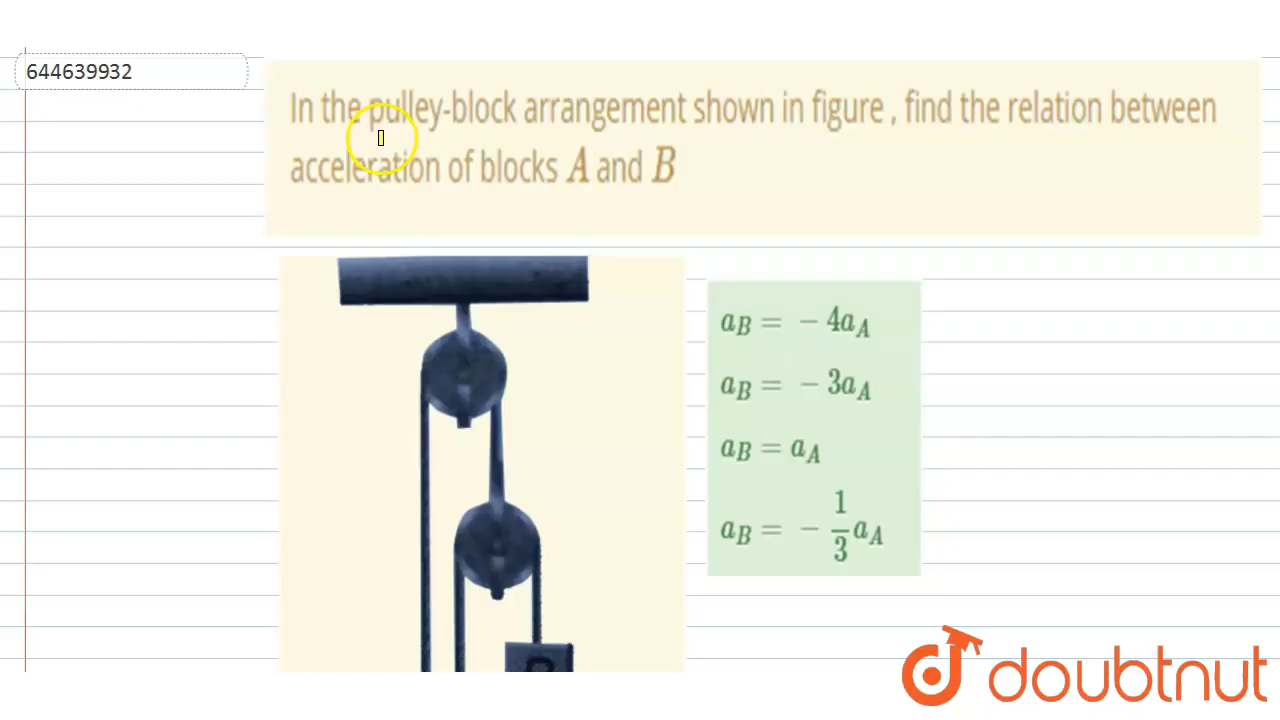 644639932
In the pulley-block arrangement shown in figure , find the relation between
acceleration of blocks A and B
a_B = - 4a_A
a_B = - 3a_A
a_B = a_A
a_B = - \frac{1}{3} a_A
doubtnut